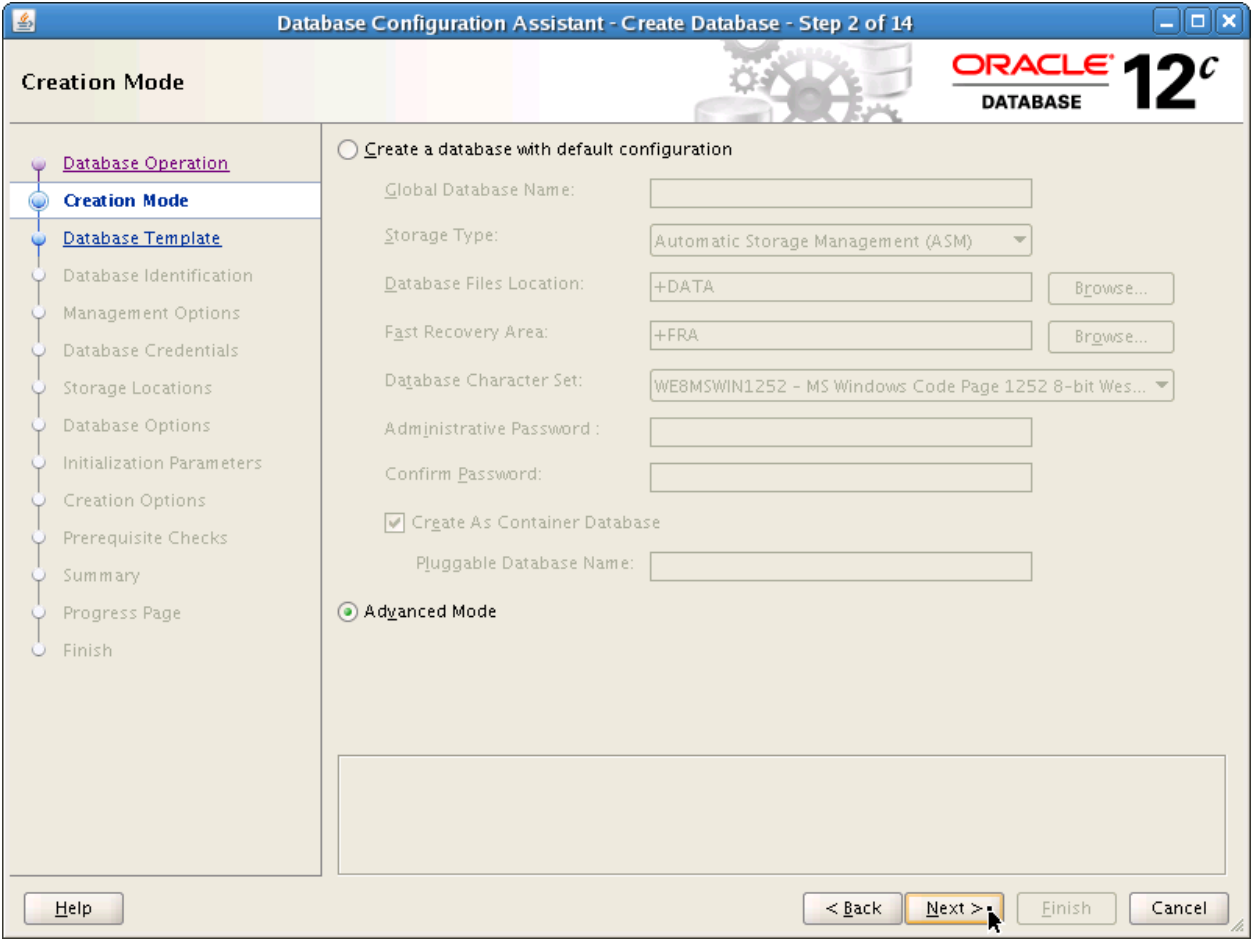 Database Configuration Assistant - Create Database - Step 2 of 14
Creation Mode
ORACLE
DATABASE
12c
Database Operation
Creation Mode
Database Template
Database Identification
Management Options
Database Credentials
Storage Locations
Database Options
Initialization Parameters
Creation Options
Prerequisite Checks
Summary
Progress Page
Finish
Create a database with default configuration
Global Database Name:
Storage Type: Automatic Storage Management (ASM)
Database Files Location: +DATA Browse...
Fast Recovery Area: +FRA Browse...
Database Character Set: WE8MSWIN1252 - MS Windows Code Page 1252 8-bit Wes...
Administrative Password :
Confirm Password:
Create As Container Database
Pluggable Database Name:
Advanced Mode
Help < Back Next > Finish Cancel